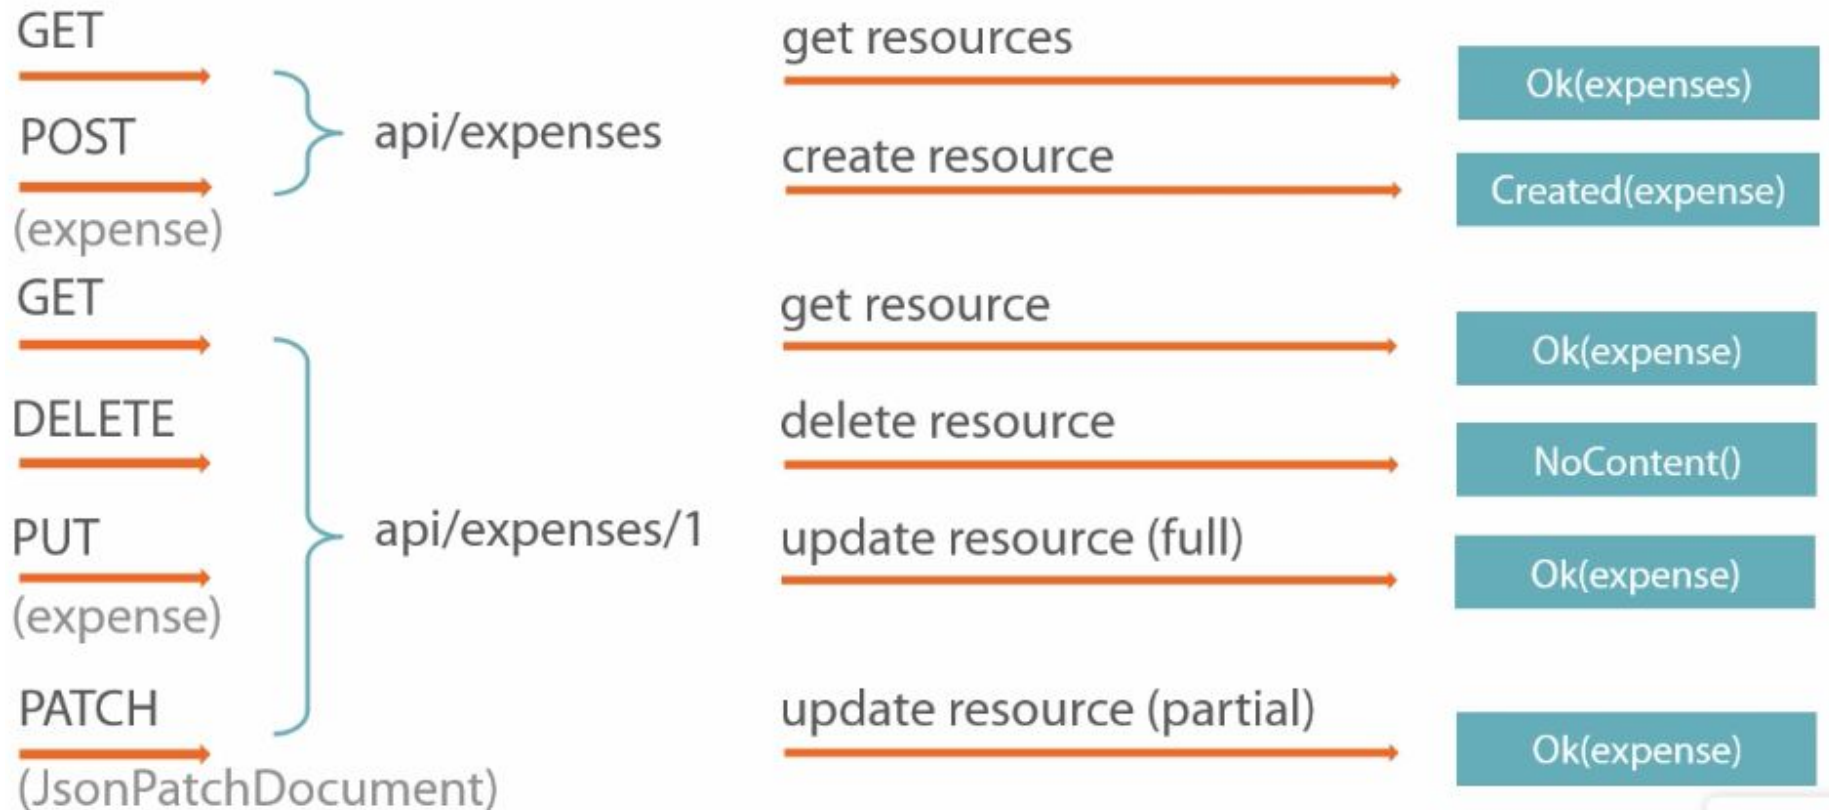 GET
get resources
Ok(expenses)
POST
api/expenses
create resource
Created(expense)
(expense)
GET
get resource
Ok(expense)
DELETE
delete resource
NoContent()
PUT
api/expenses/1
update resource (full)
Ok(expense)
(expense)
PATCH
update resource (partial)
Ok(expense)
(JsonPatchDocument)